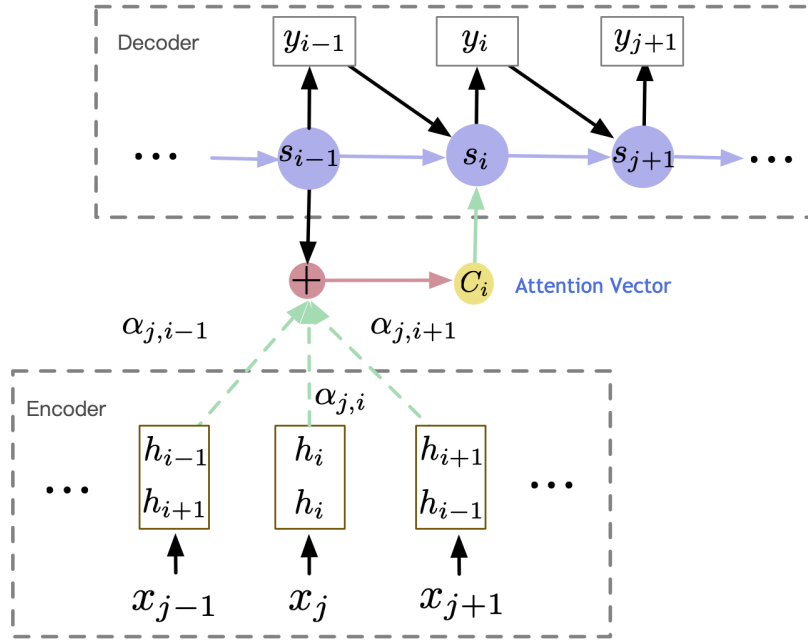 Decoder
y_{i-1} y_i y_{j+1}
... s_{i-1} s_i s_{j+1} ...
+ C_i Attention Vector
α_{j,i-1} α_{j,i+1}
α_{j,i}
Encoder
h_{i-1} h_i h_{i+1}
... ...
h_{i+1} h_i h_{i-1}
x_{j-1} x_j x_{j+1}